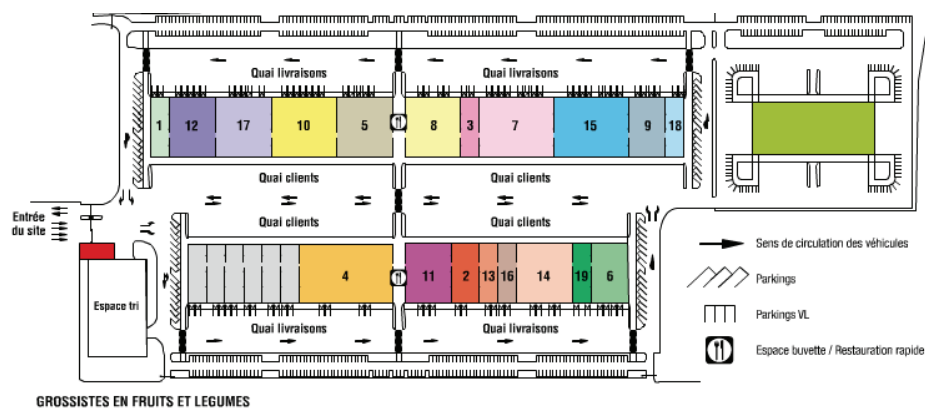 Quai livraisons Quai livraisons
1 12 17 10 5 8 3 7 15 9 18
Quai clients Quai clients
Entrée
du site
Quai clients Quai clients
4 11 2 13 16 14 19 6
Espace tri
Quai livraisons Quai livraisons
Sens de circulation des véhicules
Parkings
Parkings VL
Espace buvette / Restauration rapide
GROSSISTES EN FRUITS ET LEGUMES